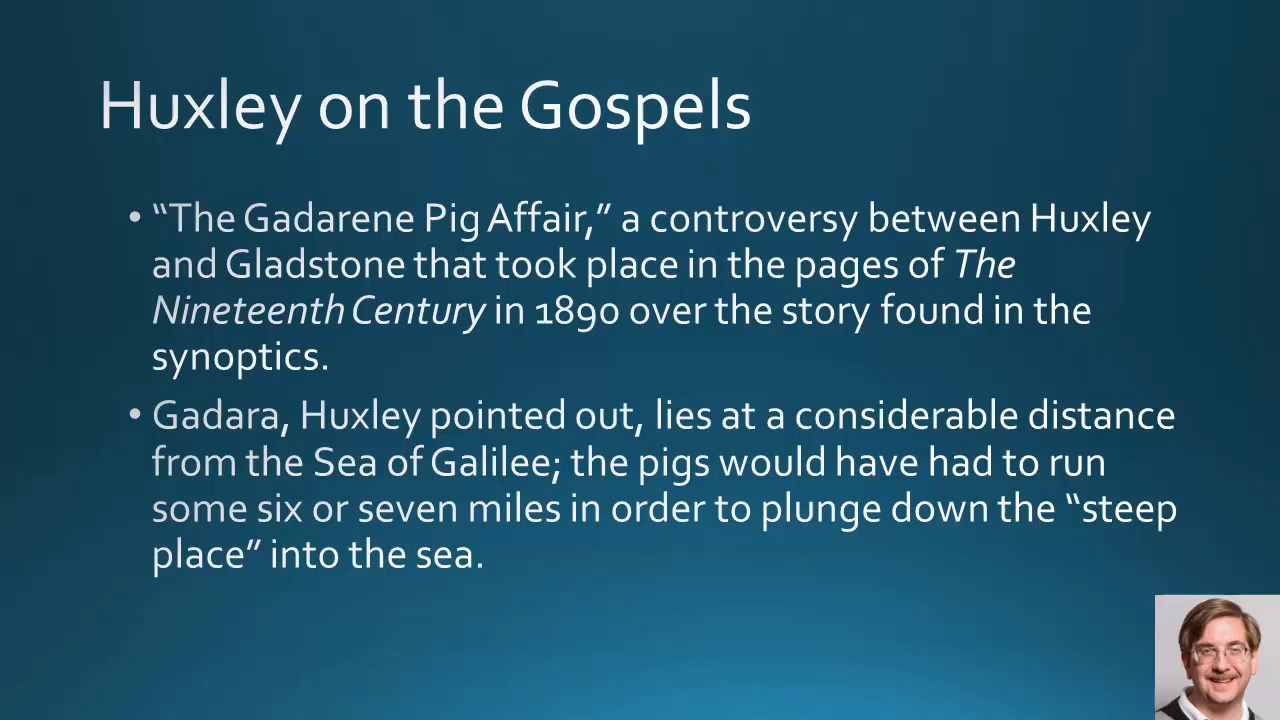 Huxley on the Gospels
• “The Gadarene Pig Affair,” a controversy between Huxley
and Gladstone that took place in the pages of The
Nineteenth Century in 1890 over the story found in the
synoptics.
• Gadara, Huxley pointed out, lies at a considerable distance
from the Sea of Galilee; the pigs would have had to run
some six or seven miles in order to plunge down the “steep
place” into the sea.